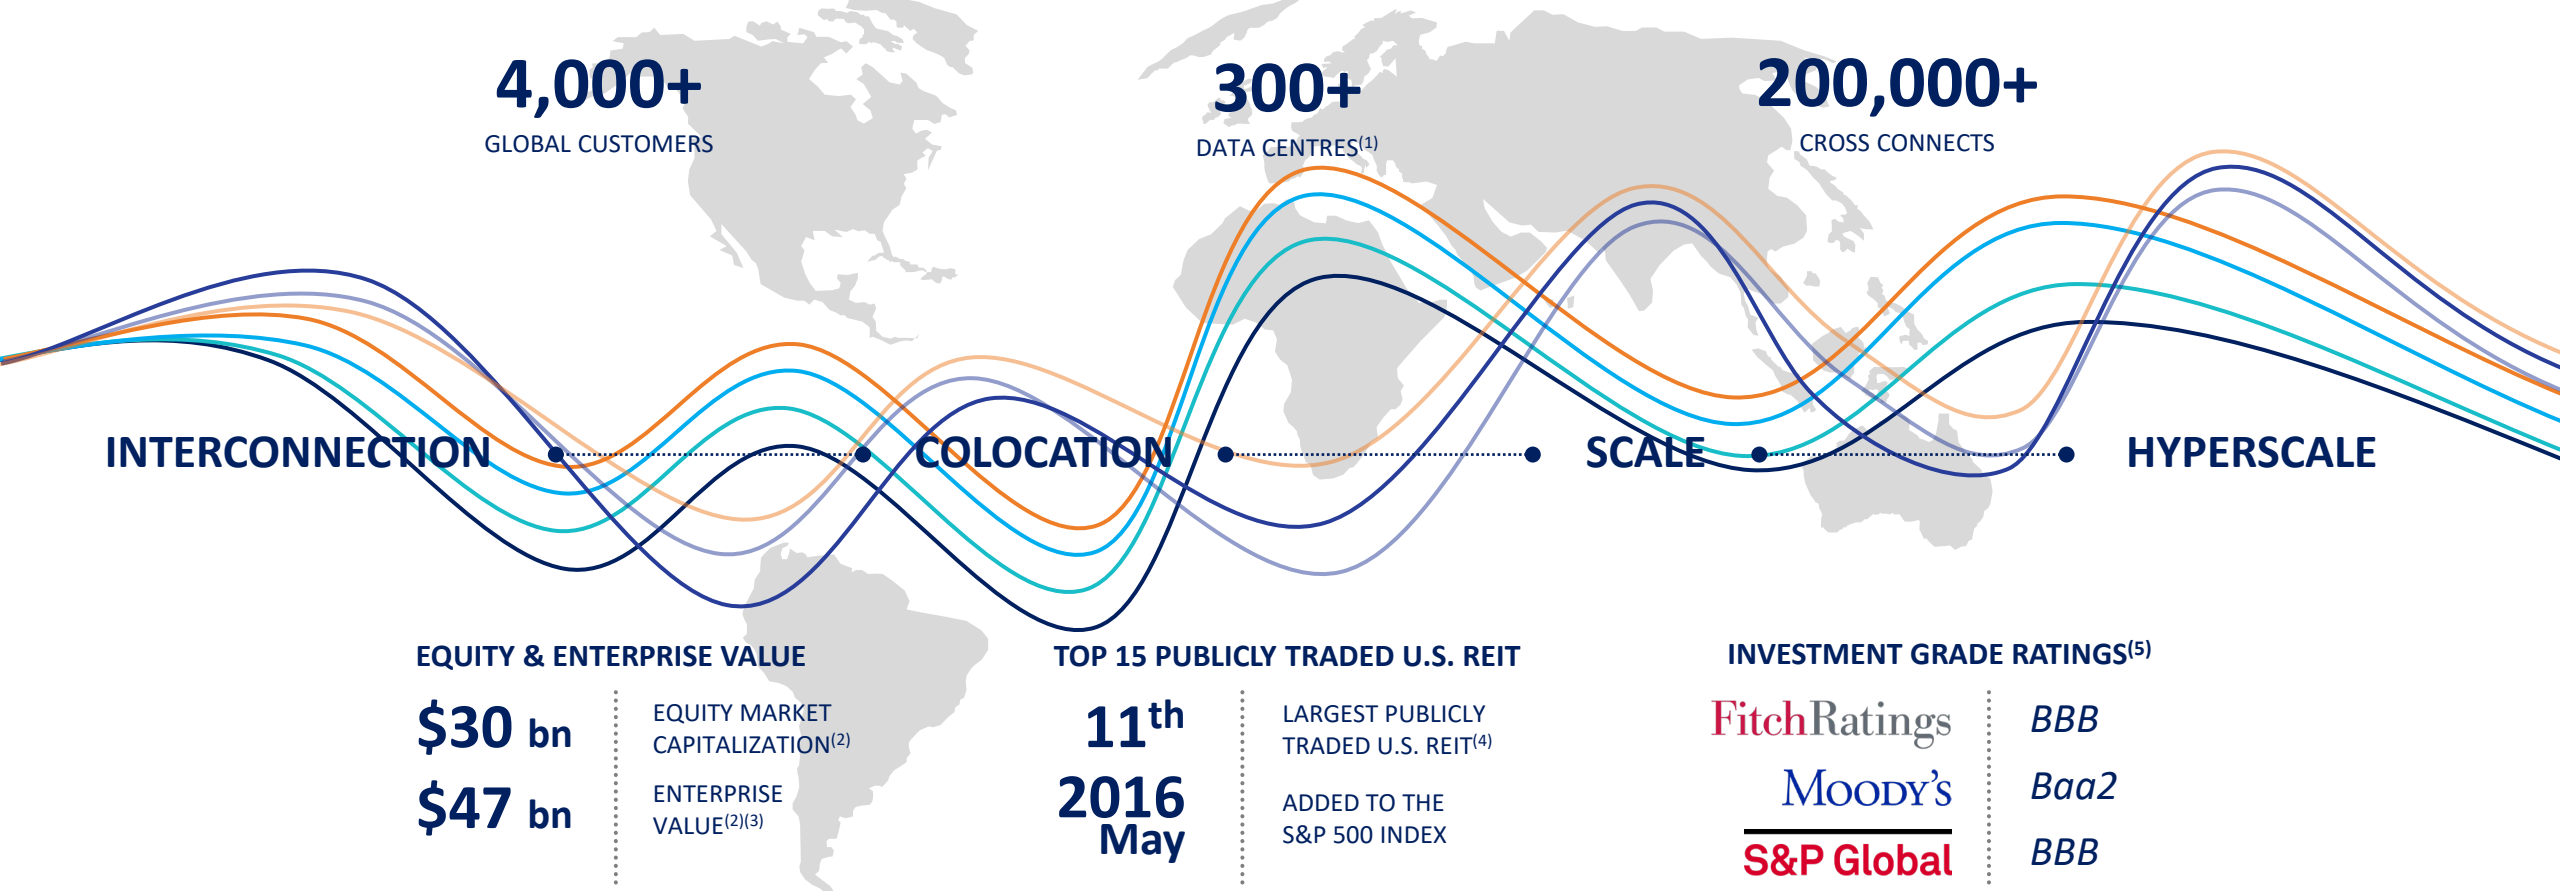 4,000+
GLOBAL CUSTOMERS
300+
DATA CENTRES(1)
200,000+
CROSS CONNECTS
INTERCONNECTION
COLOCATION
SCALE
HYPERSCALE
EQUITY & ENTERPRISE VALUE
$30 bn
EQUITY MARKET
CAPITALIZATION(2)
$47 bn
ENTERPRISE
VALUE(2)(3)
TOP 15 PUBLICLY TRADED U.S. REIT
11th
LARGEST PUBLICLY
TRADED U.S. REIT(4)
2016
May
ADDED TO THE
S&P 500 INDEX
INVESTMENT GRADE RATINGS(5)
FitchRatings
BBB
MOODY'S
Baa2
S&P Global
BBB